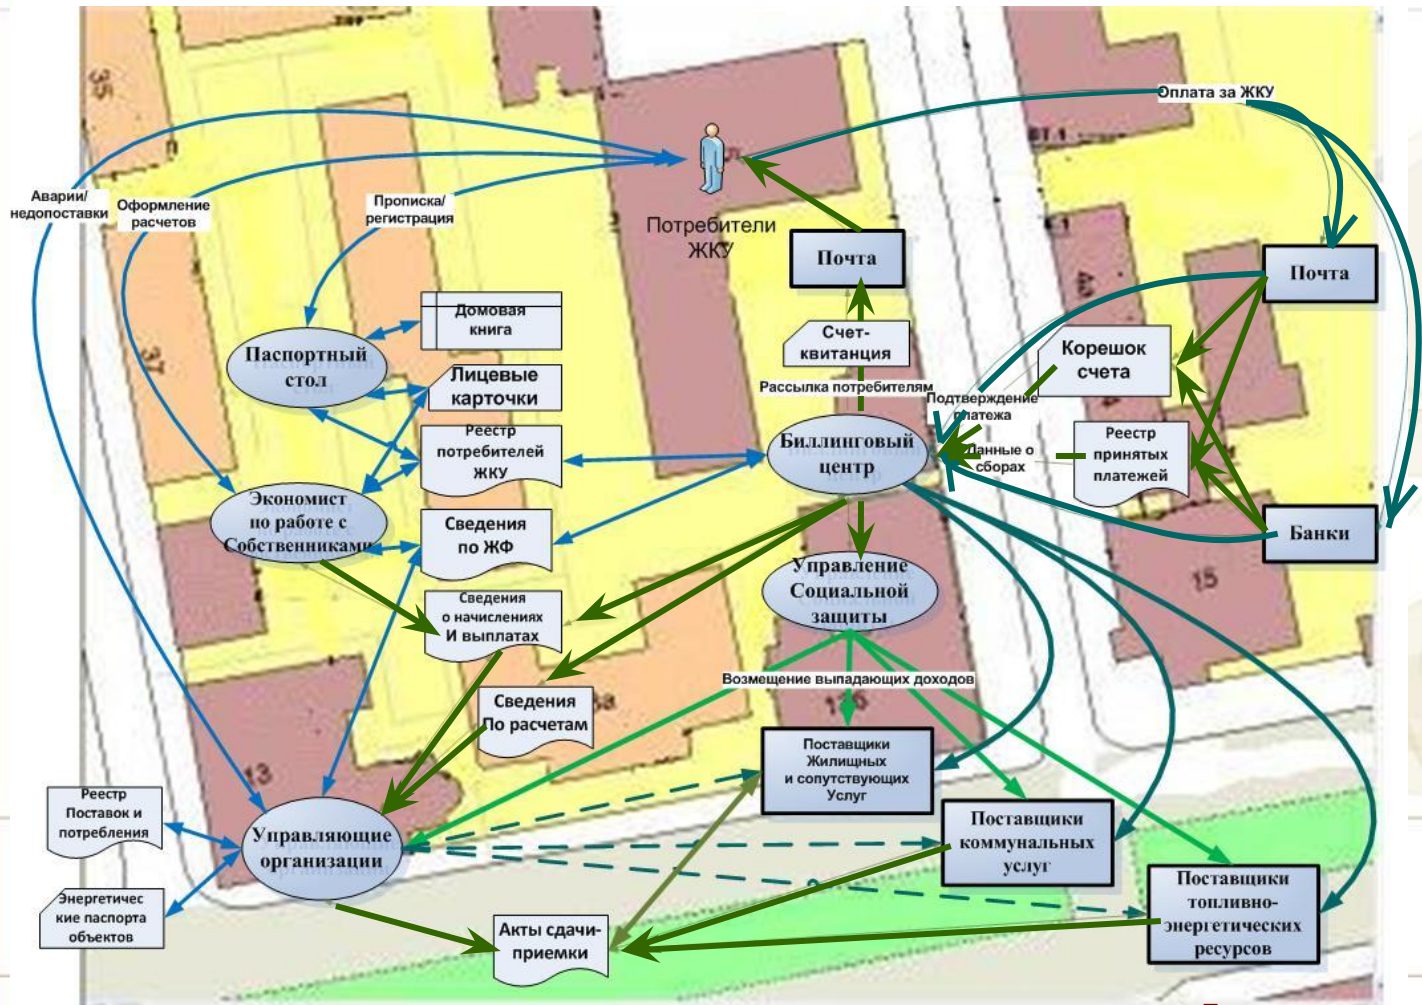 35
Оплата за ЖКУ
Аварии/
недопоставки
Оформление
расчетов
Прописка/
регистрация
Потребители
ЖКУ
Почта
Почта
Домовая
книга
Счет-
квитанция
Корешок
счета
37
Паспортный
стол
Лицевые
карточки
Рассылка потребителям
Подтверждение
платежа
Реестр
потребителей
ЖКУ
Биллинговый
центр
Данные о
сборах
Реестр
принятых
платежей
Экономист
по работе с
Собственниками
Сведения
по ЖФ
Банки
15
Управление
Социальной
защиты
Сведения
о начислениях
И выплатах
Возмещение выпадающих доходов
Сведения
По расчетам
13
Поставщики
Жилищных
и сопутствующих
Услуг
Реестр
Поставок и
потребления
Управляющие
организации
Поставщики
коммунальных
услуг
Энергетичес
кие паспорта
объектов
Акты сдачи-
приемки
Поставщики
топливно-
энергетических
ресурсов